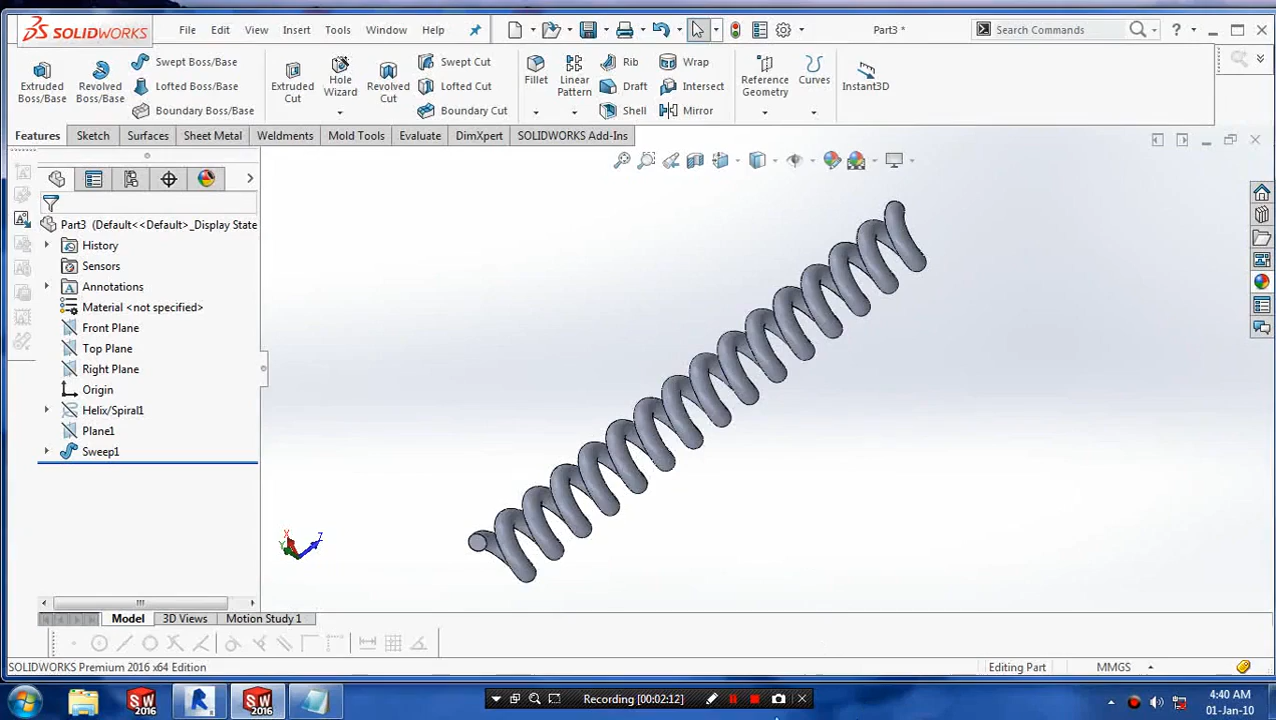 SOLIDWORKS File Edit View Insert Tools Window Help Part3 * Search Commands ?
Extruded Boss/Base
Revolved Boss/Base
Swept Boss/Base
Lofted Boss/Base
Boundary Boss/Base
Extruded Cut
Hole Wizard
Revolved Cut
Swept Cut
Lofted Cut
Boundary Cut
Fillet
Linear Pattern
Rib
Draft
Shell
Wrap
Intersect
Mirror
Reference Geometry
Curves
Instant3D
Features Sketch Surfaces Sheet Metal Weldments Mold Tools Evaluate DimXpert SOLIDWORKS Add-Ins
Part3 (Default<<Default>_Display State
History
Sensors
A Annotations
Material <not specified>
Front Plane
Top Plane
Right Plane
Origin
Helix/Spiral1
Plane1
Sweep1
X Y Z
Model 3D Views Motion Study 1
SOLIDWORKS Premium 2016 x64 Edition Editing Part MMGS
SW 2016 R SW 2016 Recording [00:02:12] 4:40 AM
01-Jan-10